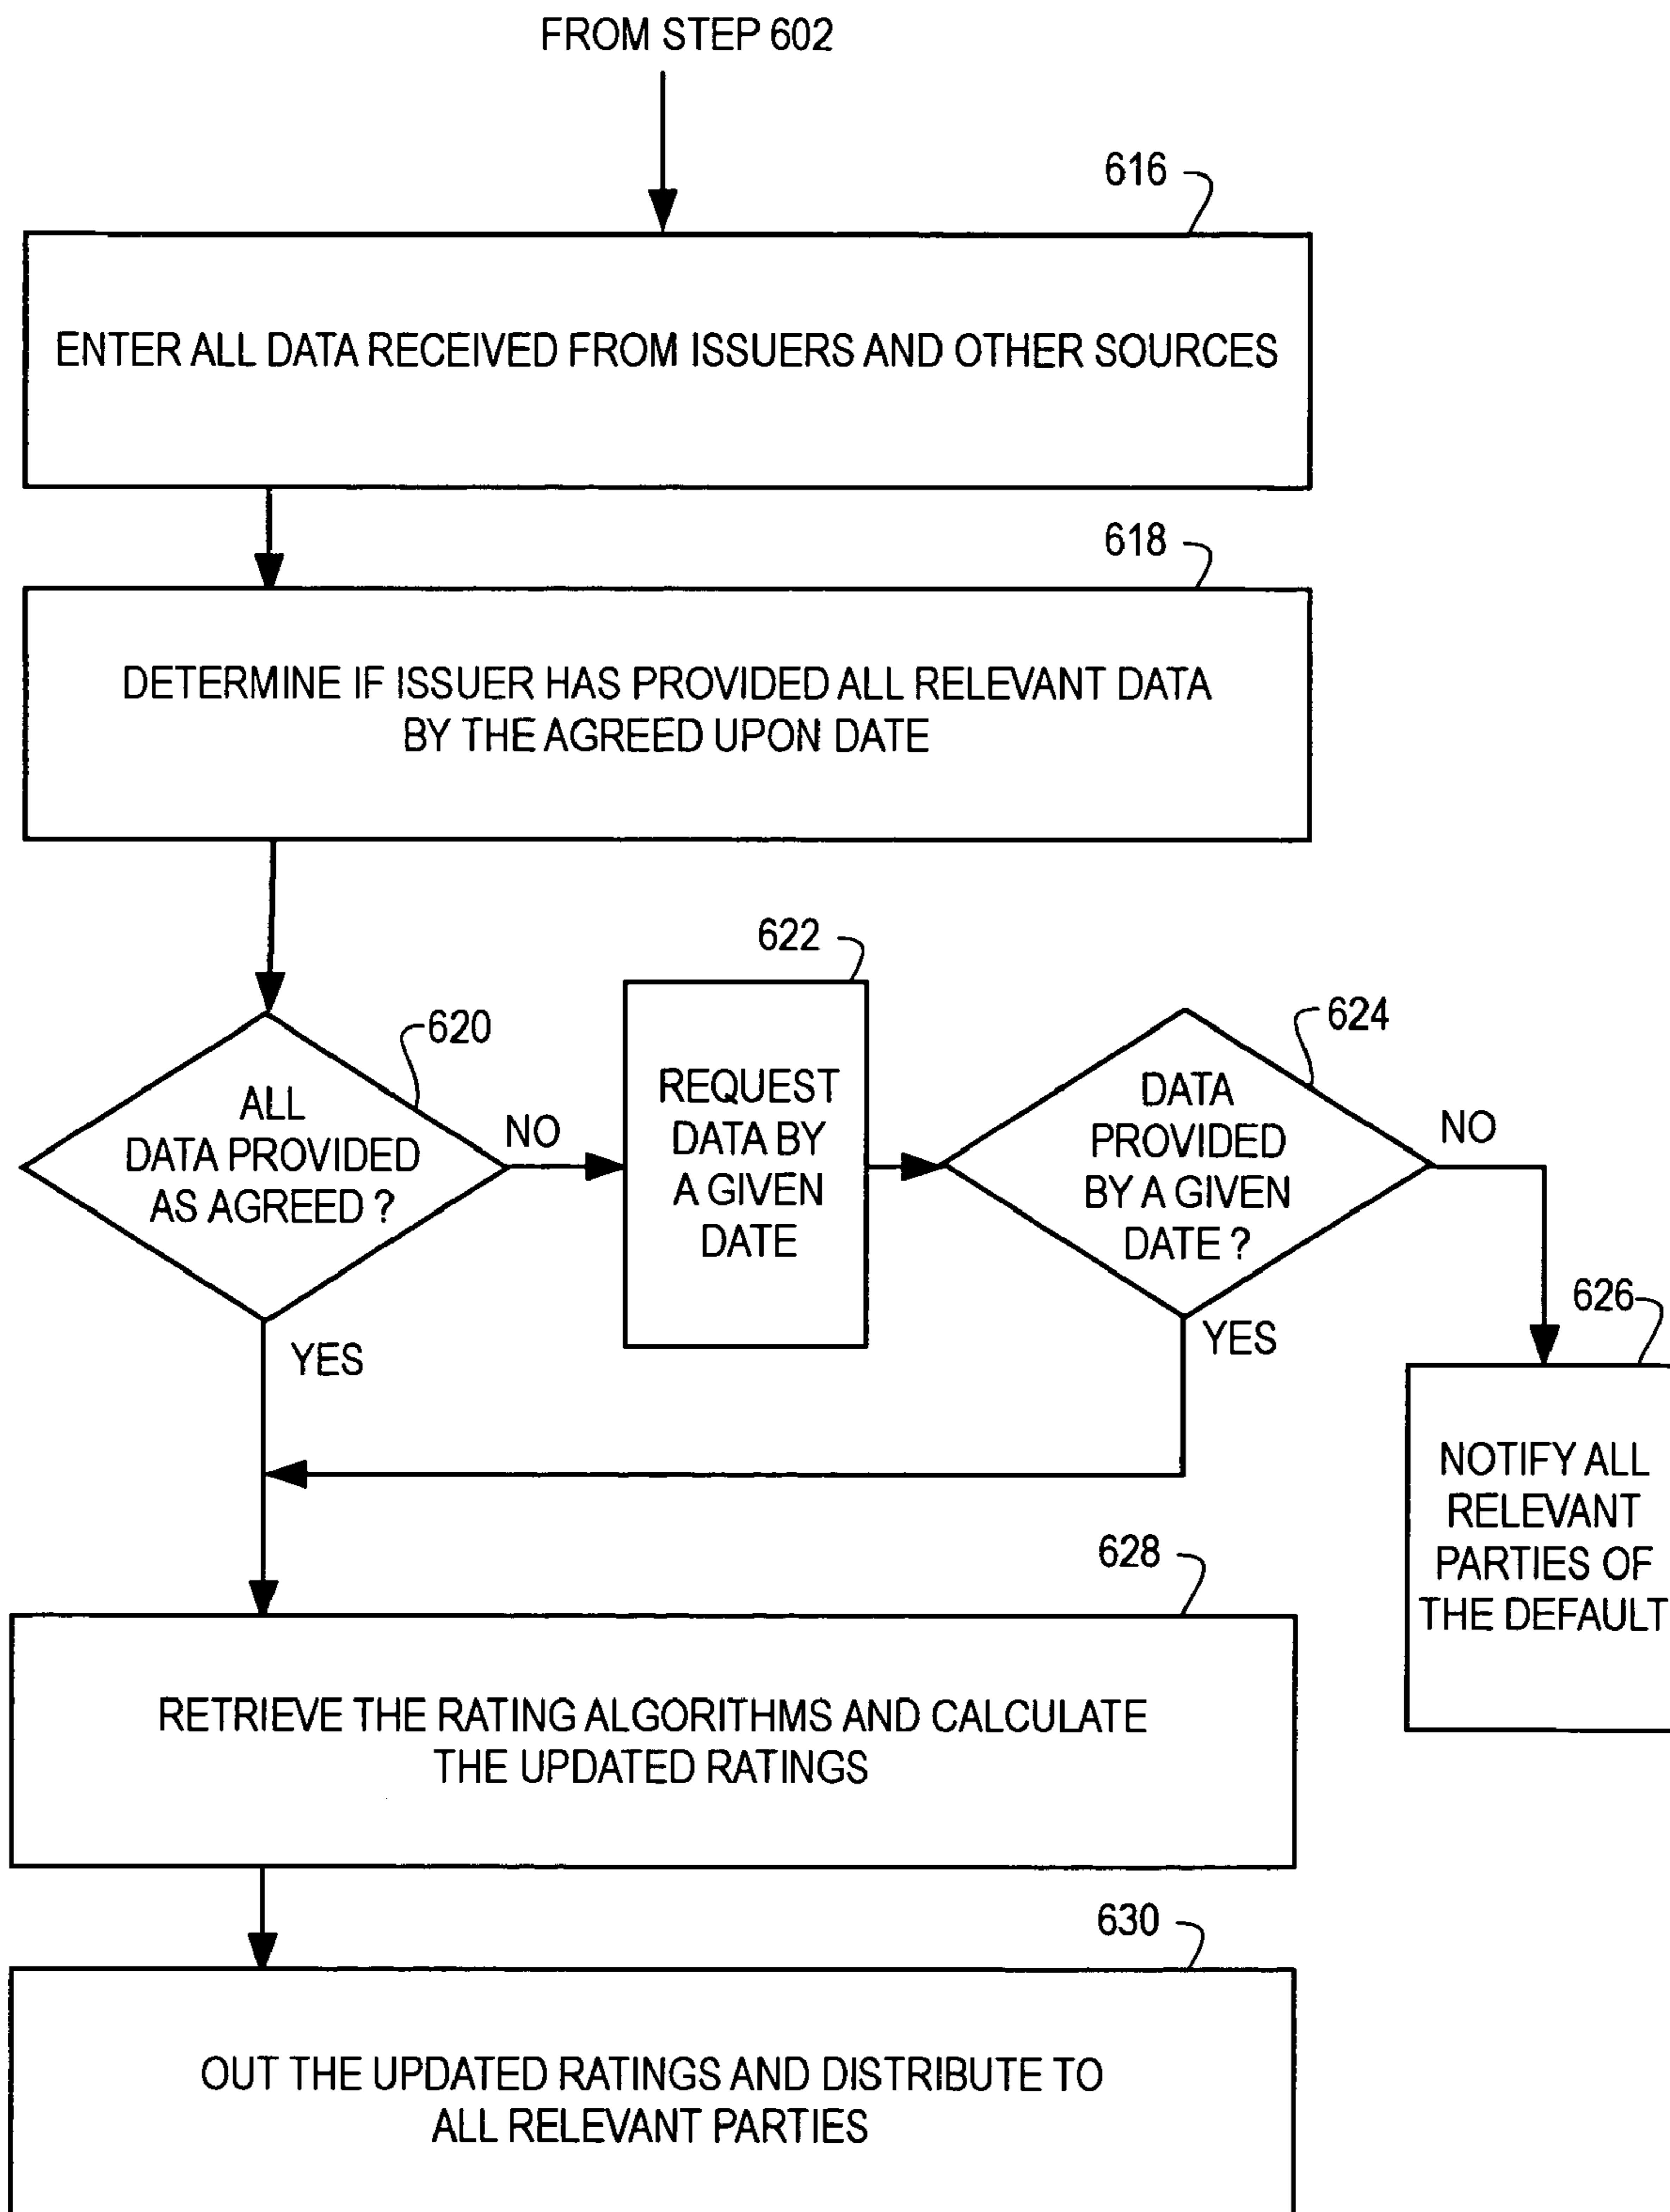 FROM STEP 602
616
ENTER ALL DATA RECEIVED FROM ISSUERS AND OTHER SOURCES
618
DETERMINE IF ISSUER HAS PROVIDED ALL RELEVANT DATA
BY THE AGREED UPON DATE
620
ALL
DATA PROVIDED
AS AGREED ?
NO
YES
622
REQUEST
DATA BY
A GIVEN
DATE
624
DATA
PROVIDED
BY A GIVEN
DATE ?
NO
YES
626
NOTIFY ALL
RELEVANT
PARTIES OF
THE DEFAULT
628
RETRIEVE THE RATING ALGORITHMS AND CALCULATE
THE UPDATED RATINGS
630
OUT THE UPDATED RATINGS AND DISTRIBUTE TO
ALL RELEVANT PARTIES